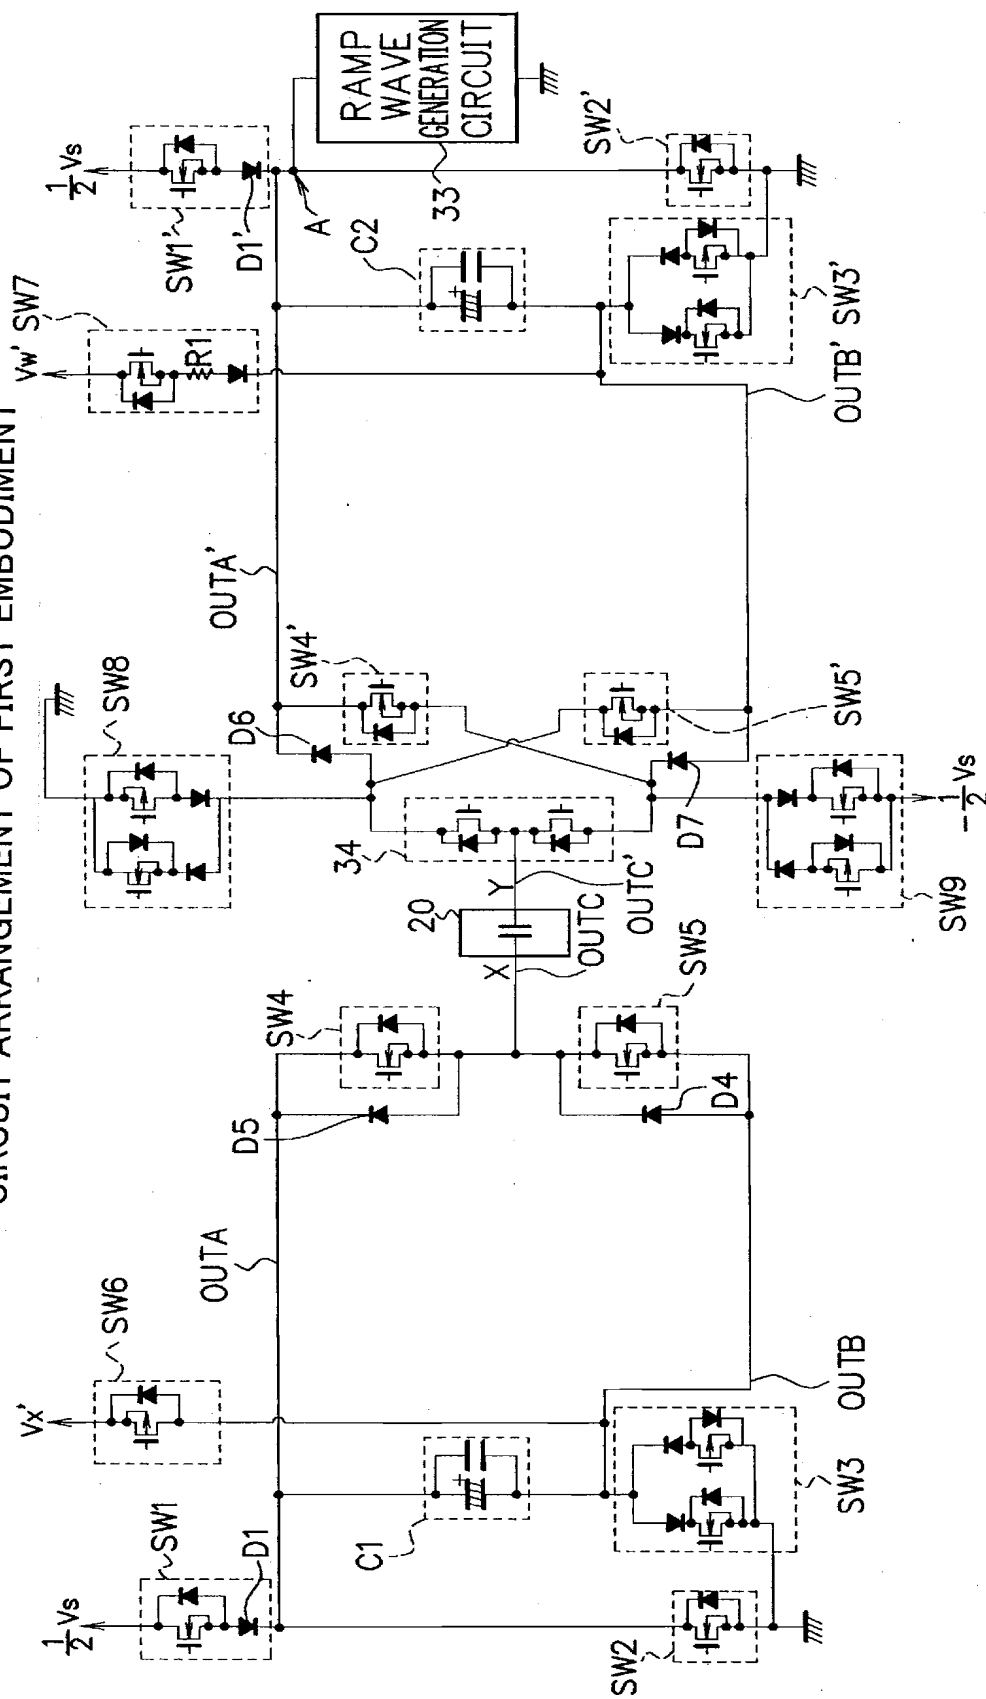 CIRCUIT ARRANGEMENT OF FIRST EMBODIMENT
1/2 Vs
SW1
D1
Vx'
SW6
OUTA
C1
SW2
SW3
OUTB
D5
SW4
D4
SW5
X
OUTC
20
Y
OUTC'
34
SW8
D6
SW4'
OUTA'
D7
SW5'
SW9
-1/2 Vs
Vw'
SW7
R1
1/2 Vs
SW1'
D1'
A
C2
33
RAMP
WAVE
GENERATION
CIRCUIT
SW2'
SW3'
OUTB'